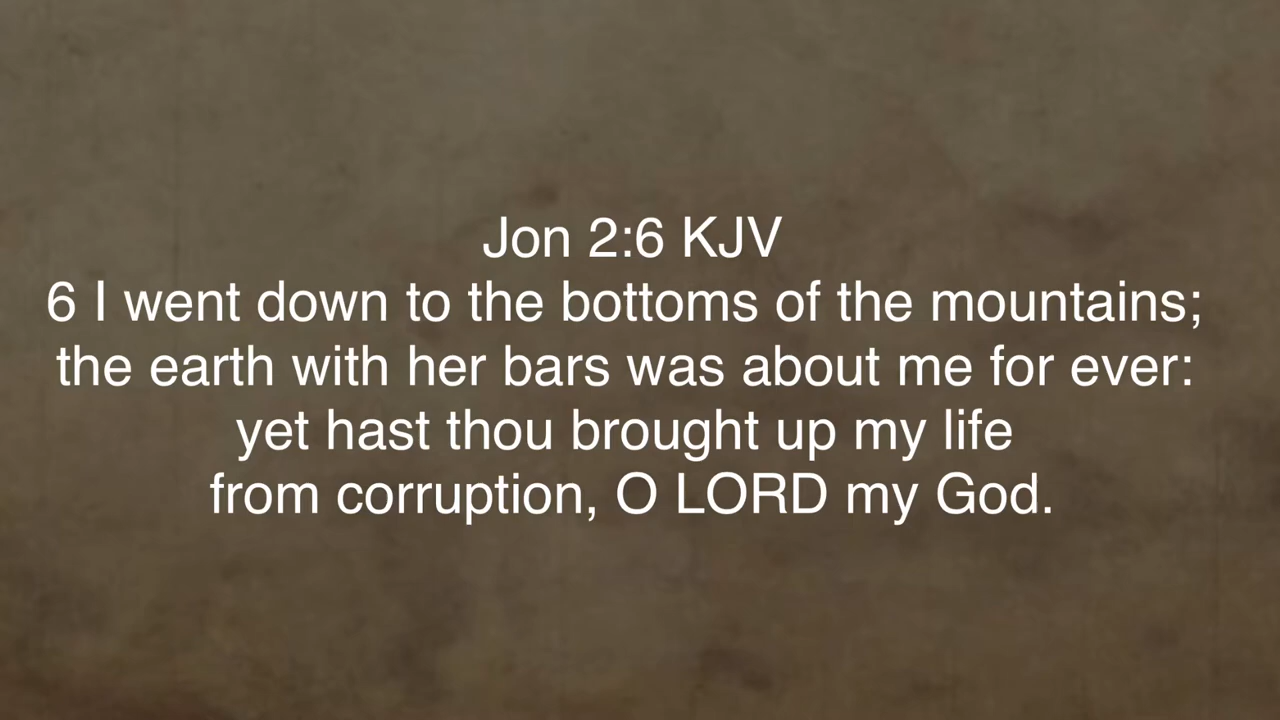 Jon 2:6 KJV
6 I went down to the bottoms of the mountains;
the earth with her bars was about me for ever:
yet hast thou brought up my life
from corruption, O LORD my God.